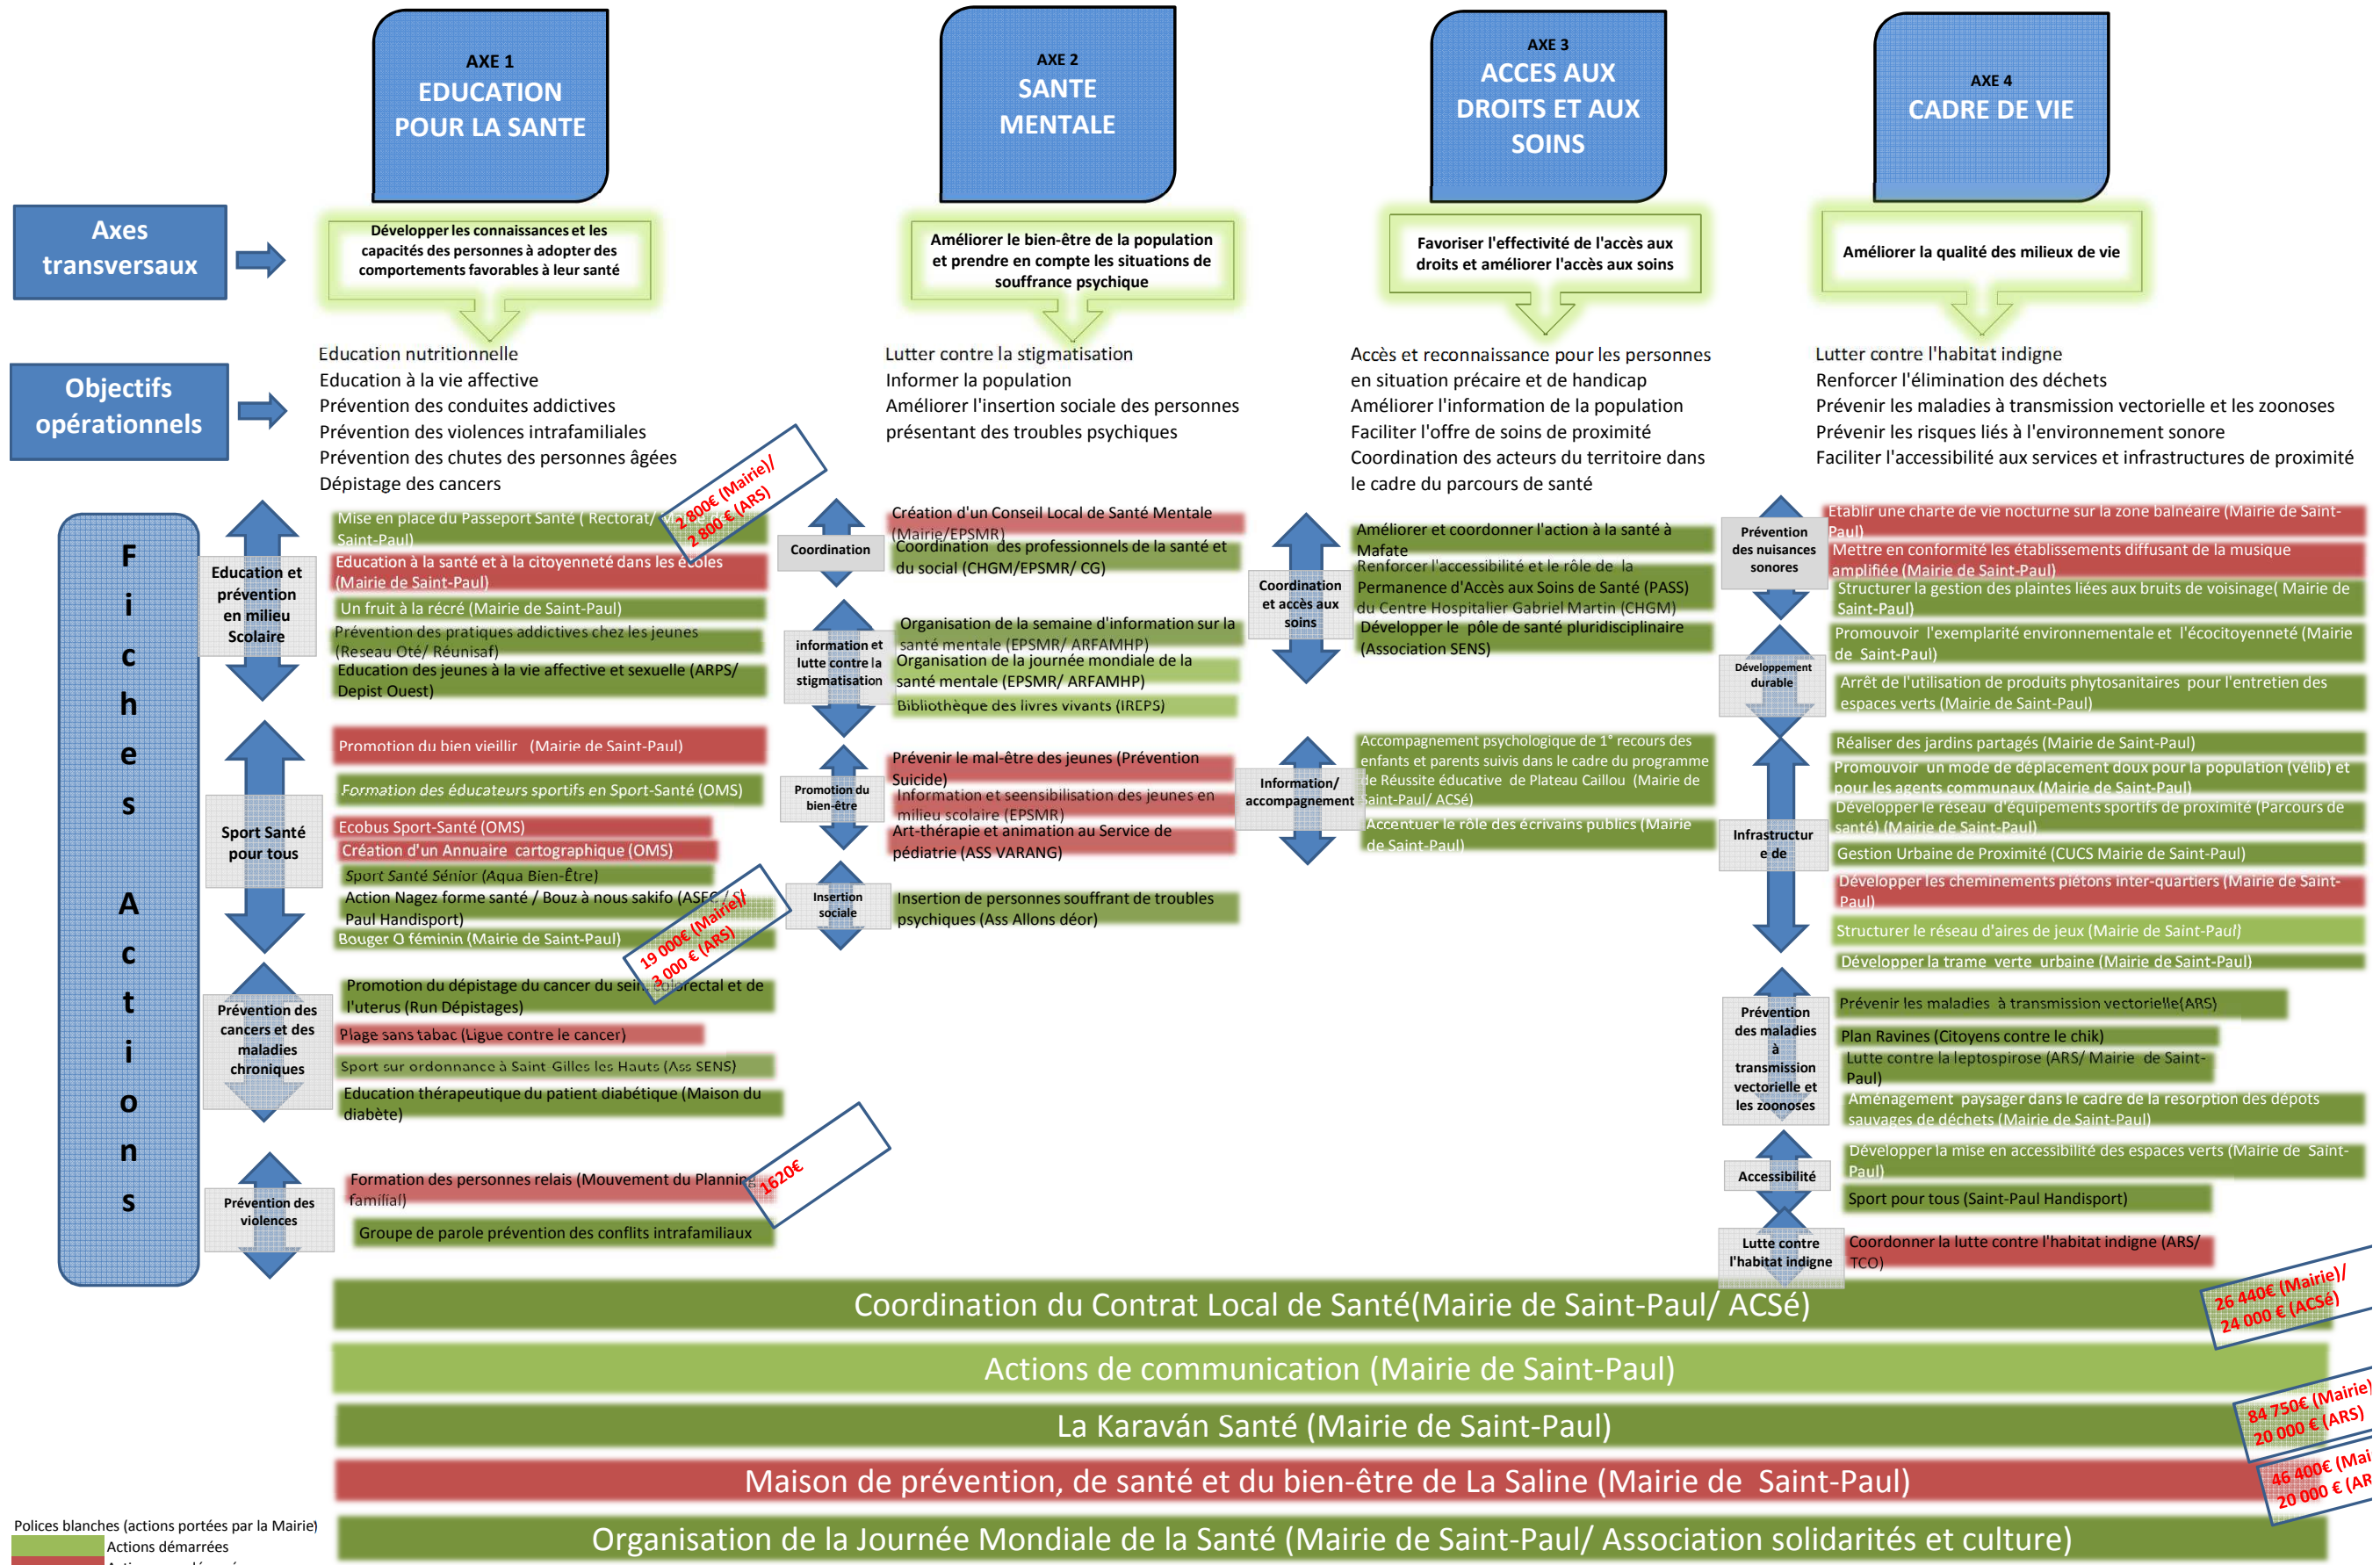 AXE 1
EDUCATION
POUR LA SANTE
AXE 2
SANTE
MENTALE
AXE 3
ACCES AUX
DROITS ET AUX
SOINS
AXE 4
CADRE DE VIE
Axes
transversaux
Développer les connaissances et les
capacités des personnes à adopter des
comportements favorables à leur santé
Améliorer le bien-être de la population
et prendre en compte les situations de
souffrance psychique
Favoriser l'effectivité de l'accès aux
droits et améliorer l'accès aux soins
Améliorer la qualité des milieux de vie
Objectifs
opérationnels
Education nutritionnelle
Education à la vie affective
Prévention des conduites addictives
Prévention des violences intrafamiliales
Prévention des chutes des personnes âgées
Dépistage des cancers
Lutter contre la stigmatisation
Informer la population
Améliorer l'insertion sociale des personnes
présentant des troubles psychiques
Accès et reconnaissance pour les personnes
en situation précaire et de handicap
Améliorer l'information de la population
Faciliter l'offre de soins de proximité
Coordination des acteurs du territoire dans
le cadre du parcours de santé
Lutter contre l'habitat indigne
Renforcer l'élimination des déchets
Prévenir les maladies à transmission vectorielle et les zoonoses
Prévenir les risques liés à l'environnement sonore
Faciliter l'accessibilité aux services et infrastructures de proximité
Fiches Actions
Education et
prévention
en milieu
Scolaire
Mise en place du Passeport Santé ( Rectorat/
Saint-Paul)
2 800€ (Mairie)/
2 800 € (ARS)
Education à la santé et à la citoyenneté dans les écoles
(Mairie de Saint-Paul)
Un fruit à la récré (Mairie de Saint-Paul)
Prévention des pratiques addictives chez les jeunes
(Reseau Oté/ Réunisaf)
Education des jeunes à la vie affective et sexuelle (ARPS/
Depist Ouest)
Sport Santé
pour tous
Promotion du bien vieillir (Mairie de Saint-Paul)
Formation des éducateurs sportifs en Sport-Santé (OMS)
Ecobus Sport-Santé (OMS)
Création d'un Annuaire cartographique (OMS)
Sport Santé Sénior (Aqua Bien-Être)
Action Nagez forme santé / Bouz à nous sakifo (ASEC /
Paul Handisport)
Bouger O féminin (Mairie de Saint-Paul)
19 000€ (Mairie)/
3 000 € (ARS)
Prévention des
cancers et des
maladies
chroniques
Promotion du dépistage du cancer du sein colorectal et de
l'uterus (Run Dépistages)
Plage sans tabac (Ligue contre le cancer)
Sport sur ordonnance à Saint-Gilles les Hauts (Ass SENS)
Education thérapeutique du patient diabétique (Maison du
diabète)
Prévention des
violences
Formation des personnes relais (Mouvement du Planning
familial)
1620€
Groupe de parole prévention des conflits intrafamiliaux
Coordination
Création d'un Conseil Local de Santé Mentale
(Mairie/EPSMR)
Coordination des professionnels de la santé et
du social (CHGM/EPSMR/ CG)
information et
lutte contre la
stigmatisation
Organisation de la semaine d'information sur la
santé mentale (EPSMR/ ARFAMHP)
Organisation de la journée mondiale de la
santé mentale (EPSMR/ ARFAMHP)
Bibliothèque des livres vivants (IREPS)
Promotion du
bien-être
Prévenir le mal-être des jeunes (Prévention
Suicide)
Information et seensibilisation des jeunes en
milieu scolaire (EPSMR)
Art-thérapie et animation au Service de
pédiatrie (ASS VARANG)
Insertion
sociale
Insertion de personnes souffrant de troubles
psychiques (Ass Allons déor)
Coordination
et accès aux
soins
Améliorer et coordonner l'action à la santé à
Mafate
Renforcer l'accessibilité et le rôle de la
Permanence d'Accès aux Soins de Santé (PASS)
du Centre Hospitalier Gabriel Martin (CHGM)
Développer le pôle de santé pluridisciplinaire
(Association SENS)
Information/
accompagnement
Accompagnement psychologique de 1° recours des
enfants et parents suivis dans le cadre du programme
de Réussite éducative de Plateau Caillou (Mairie de
Saint-Paul/ ACSé)
Accentuer le rôle des écrivains publics (Mairie
de Saint-Paul)
Prévention
des nuisances
sonores
Etablir une charte de vie nocturne sur la zone balnéaire (Mairie de Saint-
Paul)
Mettre en conformité les établissements diffusant de la musique
amplifiée (Mairie de Saint-Paul)
Structurer la gestion des plaintes liées aux bruits de voisinage( Mairie de
Saint-Paul)
Développement
durable
Promouvoir l'exemplarité environnementale et l'écocitoyenneté (Mairie
de Saint-Paul)
Arrêt de l'utilisation de produits phytosanitaires pour l'entretien des
espaces verts (Mairie de Saint-Paul)
Infrastructur
e de
Réaliser des jardins partagés (Mairie de Saint-Paul)
Promouvoir un mode de déplacement doux pour la population (vélib) et
pour les agents communaux (Mairie de Saint-Paul)
Développer le réseau d'équipements sportifs de proximité (Parcours de
santé) (Mairie de Saint-Paul)
Gestion Urbaine de Proximité (CUCS Mairie de Saint-Paul)
Développer les cheminements piétons inter-quartiers (Mairie de Saint-
Paul)
Structurer le réseau d'aires de jeux (Mairie de Saint-Paul)
Développer la trame verte urbaine (Mairie de Saint-Paul)
Prévention
des maladies
à
transmission
vectorielle et
les zoonoses
Prévenir les maladies à transmission vectorielle(ARS)
Plan Ravines (Citoyens contre le chik)
Lutte contre la leptospirose (ARS/ Mairie de Saint-
Paul)
Aménagement paysager dans le cadre de la resorption des dépots
sauvages de déchets (Mairie de Saint-Paul)
Accessibilité
Développer la mise en accessibilité des espaces verts (Mairie de Saint-
Paul)
Sport pour tous (Saint-Paul Handisport)
Lutte contre
l'habitat indigne
Coordonner la lutte contre l'habitat indigne (ARS/
TCO)
Coordination du Contrat Local de Santé(Mairie de Saint-Paul/ ACSé)
26 440€ (Mairie)/
24 000 € (ACSé)
Actions de communication (Mairie de Saint-Paul)
La Karaván Santé (Mairie de Saint-Paul)
84 750€ (Mairie)
20 000 € (ARS)
Maison de prévention, de santé et du bien-être de La Saline (Mairie de Saint-Paul)
46 400€ (Mai
20 000 € (AR
Organisation de la Journée Mondiale de la Santé (Mairie de Saint-Paul/ Association solidarités et culture)
Polices blanches (actions portées par la Mairie)
Actions démarrées